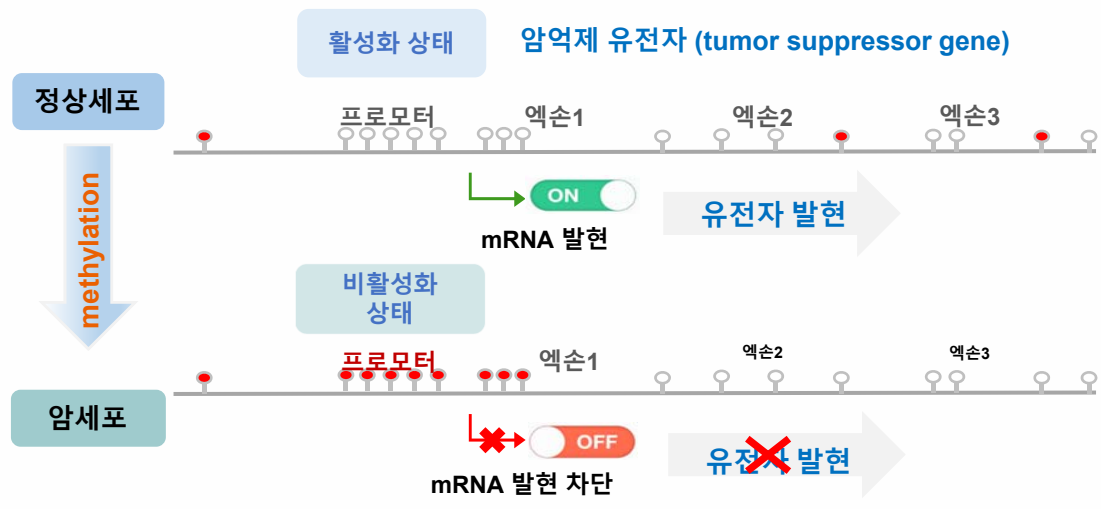 활성화 상태
암억제 유전자 (tumor suppressor gene)
정상세포
프로모터
엑손1
엑손2
엑손3
methylation
ON
mRNA 발현
유전자 발현
비활성화
상태
프로모터
엑손1
엑손2
엑손3
암세포
OFF
mRNA 발현 차단
유전자 발현